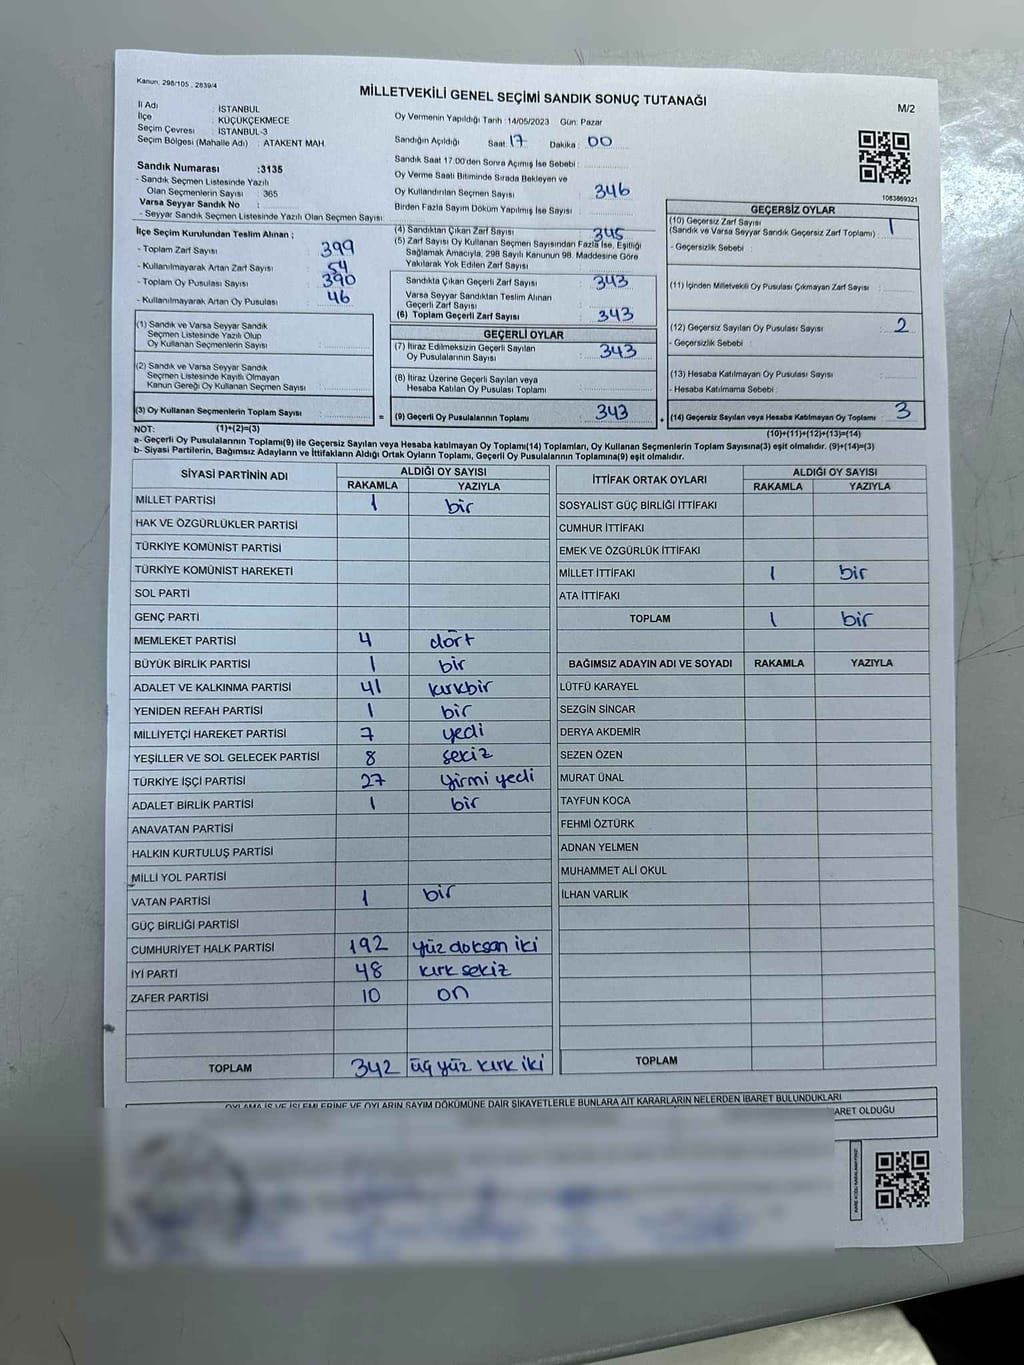 Kanun: 298/105 , 2839/4
MİLLETVEKİLİ GENEL SEÇİMİ SANDIK SONUÇ TUTANAĞI
M/2
İl Adı : İSTANBUL
İlçe : KÜÇÜKÇEKMECE
Seçim Çevresi : İSTANBUL-3
Seçim Bölgesi (Mahalle Adı) : ATAKENT MAH.
Oy Vermenin Yapıldığı Tarih :14/05/2023 Gün: Pazar
Sandığın Açıldığı Saat: 17 Dakika : 00
Sandık Saat 17.00'den Sonra Açımış İse Sebebi :
Oy Verme Saati Bitiminde Sırada Bekleyen ve
Oy Kullandırılan Seçmen Sayısı : 346
Birden Fazla Sayım Döküm Yapılmış İse Sayısı :
1083869321
Sandık Numarası :3135
- Sandık Seçmen Listesinde Yazılı
Olan Seçmenlerin Sayısı : 365
Varsa Seyyar Sandık No :
- Seyyar Sandık Seçmen Listesinde Yazılı Olan Seçmen Sayısı:
İlçe Seçim Kurulundan Teslim Alınan ;
- Toplam Zarf Sayısı : 399
- Kullanılmayarak Artan Zarf Sayısı : 54
- Toplam Oy Pusulası Sayısı : 390
- Kullanılmayarak Artan Oy Pusulası : 46
(4) Sandıktan Çıkan Zarf Sayısı : 345
(5) Zarf Sayısı Oy Kullanan Seçmen Sayısından Fazla İse, Eşitliği
Sağlamak Amacıyla, 298 Sayılı Kanunun 98. Maddesine Göre
Yakılarak Yok Edilen Zarf Sayısı :
Sandıkta Çıkan Geçerli Zarf Sayısı : 343
Varsa Seyyar Sandıktan Teslim Alınan
Geçerli Zarf Sayısı :
(6) Toplam Geçerli Zarf Sayısı : 343
GEÇERLİ OYLAR
(7) İtiraz Edilmeksizin Geçerli Sayılan
Oy Pusulalarının Sayısı : 343
(8) İtiraz Üzerine Geçerli Sayılan veya
Hesaba Katılan Oy Pusulası Toplamı :
(9) Geçerli Oy Pusulalarının Toplamı : 343
GEÇERSİZ OYLAR
(10) Geçersiz Zarf Sayısı : 1
(Sandık ve Varsa Seyyar Sandık Geçersiz Zarf Toplamı) :
- Geçersizlik Sebebi :
(11) İçinden Milletvekili Oy Pusulası Çıkmayan Zarf Sayısı :
(12) Geçersiz Sayılan Oy Pusulası Sayısı : 2
- Geçersizlik Sebebi :
(13) Hesaba Katılmayan Oy Pusulası Sayısı :
- Hesaba Katılmama Sebebi :
(14) Geçersiz Sayılan veya Hesaba Katılmayan Oy Toplamı : 3
(1) Sandık ve Varsa Seyyar Sandık
Seçmen Listesinde Yazılı Olup
Oy Kullanan Seçmenlerin Sayısı :
(2) Sandık ve Varsa Seyyar Sandık
Seçmen Listesinde Kayıtlı Olmayan
Kanun Gereği Oy Kullanan Seçmen Sayısı :
(3) Oy Kullanan Seçmenlerin Toplam Sayısı : =
+
NOT: (1)+(2)=(3)
(10)+(11)+(12)+(13)=(14)
a- Geçerli Oy Pusulalarının Toplamı(9) ile Geçersiz Sayılan veya Hesaba katılmayan Oy Toplamı(14) Toplamları, Oy Kullanan Seçmenlerin Toplam Sayısına(3) eşit olmalıdır. (9)+(14)=(3)
b- Siyasi Partilerin, Bağımsız Adayların ve İttifakların Aldığı Ortak Oyların Toplamı, Geçerli Oy Pusulalarının Toplamına(9) eşit olmalıdır.
SİYASİ PARTİNİN ADI ALDIĞI OY SAYISI
RAKAMLA YAZIYLA
MİLLET PARTİSİ 1 bir
HAK VE ÖZGÜRLÜKLER PARTİSİ
TÜRKİYE KOMÜNİST PARTİSİ
TÜRKİYE KOMÜNİST HAREKETİ
SOL PARTİ
GENÇ PARTİ
MEMLEKET PARTİSİ 4 dört
BÜYÜK BİRLİK PARTİSİ 1 bir
ADALET VE KALKINMA PARTİSİ 41 kırkbir
YENİDEN REFAH PARTİSİ 1 bir
MİLLİYETÇİ HAREKET PARTİSİ 7 yedi
YEŞİLLER VE SOL GELECEK PARTİSİ 8 sekiz
TÜRKİYE İŞÇİ PARTİSİ 27 yirmi yedi
ADALET BİRLİK PARTİSİ 1 bir
ANAVATAN PARTİSİ
HALKIN KURTULUŞ PARTİSİ
MİLLİ YOL PARTİSİ
VATAN PARTİSİ 1 bir
GÜÇ BİRLİĞİ PARTİSİ
CUMHURİYET HALK PARTİSİ 192 yüz doksan iki
İYİ PARTİ 48 kırk sekiz
ZAFER PARTİSİ 10 on
TOPLAM 342 üç yüz kırk iki
İTTİFAK ORTAK OYLARI ALDIĞI OY SAYISI
RAKAMLA YAZIYLA
SOSYALİST GÜÇ BİRLİĞİ İTTİFAKI
CUMHUR İTTİFAKI
EMEK VE ÖZGÜRLÜK İTTİFAKI
MİLLET İTTİFAKI 1 bir
ATA İTTİFAKI
TOPLAM 1 bir
BAĞIMSIZ ADAYIN ADI VE SOYADI RAKAMLA YAZIYLA
LÜTFÜ KARAYEL
SEZGİN SİNCAR
DERYA AKDEMİR
SEZEN ÖZEN
MURAT ÜNAL
TAYFUN KOCA
FEHMİ ÖZTÜRK
ADNAN YELMEN
MUHAMMET ALİ OKUL
İLHAN VARLIK
TOPLAM
OYLAMA İŞ VE İŞLEMLERİNE VE OYLARIN SAYIM DÖKÜMÜNE DAİR ŞİKAYETLERLE BUNLARA AİT KARARLARIN NELERDEN İBARET BULUNDUKLARI
ARET OLDUĞU